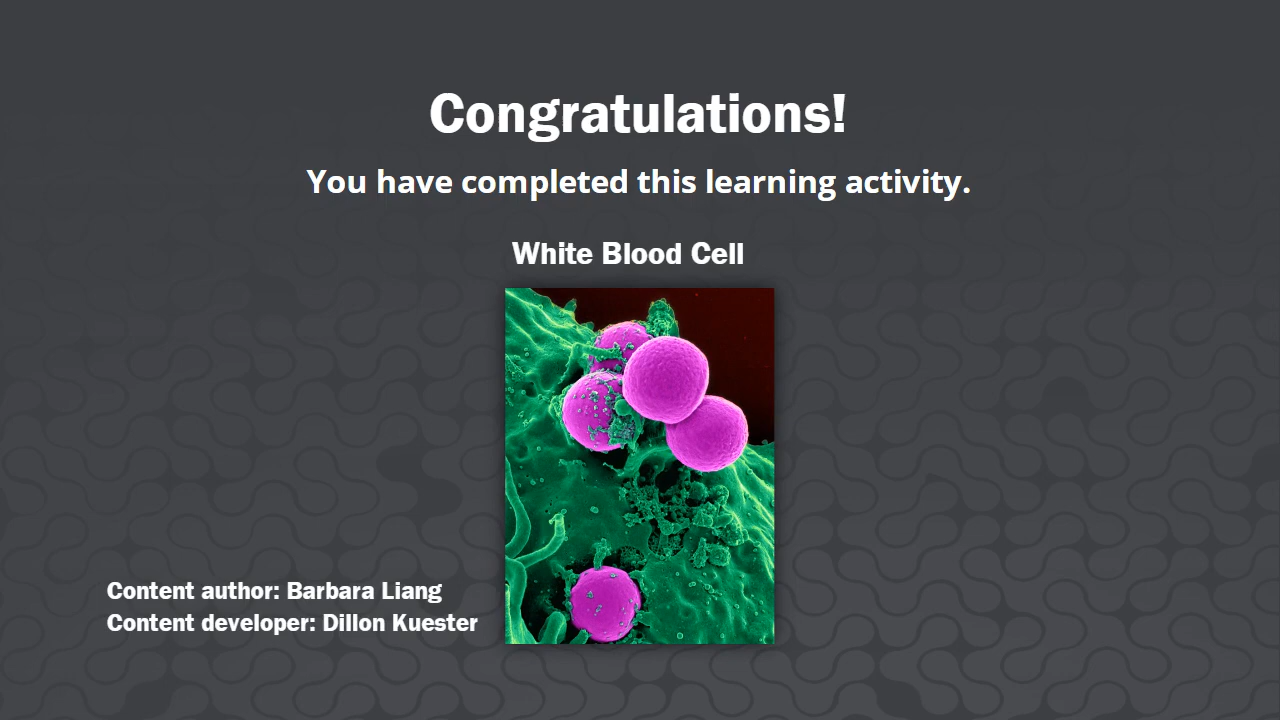 Congratulations!
You have completed this learning activity.
White Blood Cell
Content author: Barbara Liang
Content developer: Dillon Kuester